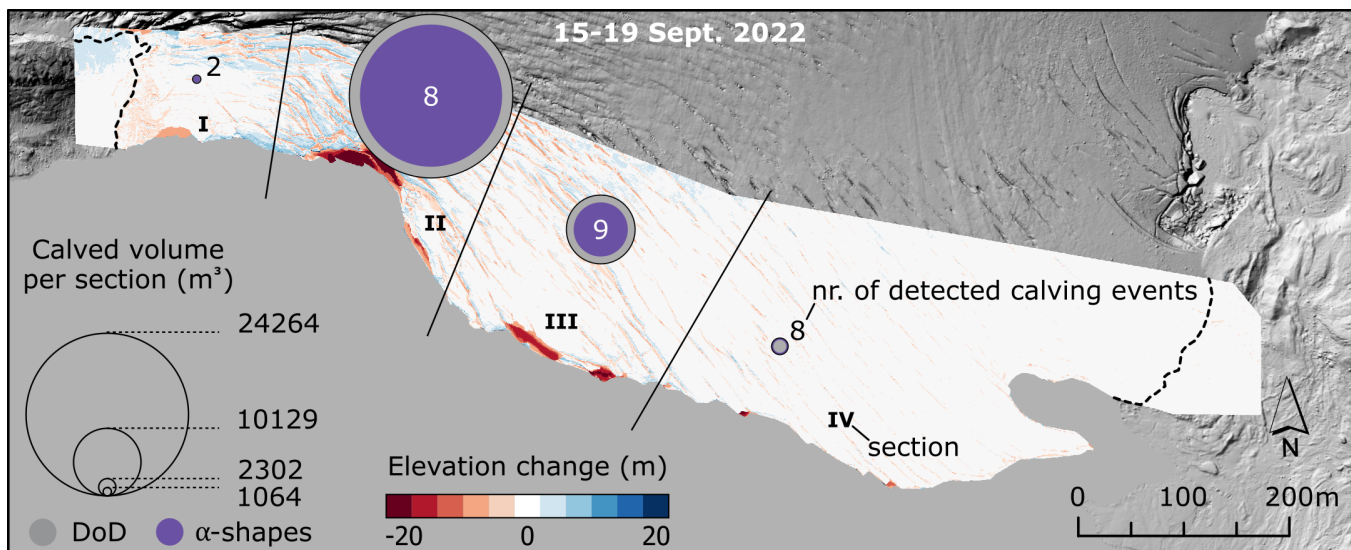 15-19 Sept. 2022
2
8
I
II
9
nr. of detected calving events
III
8
Calved volume
per section (m³)
24264
10129
2302
1064
IV
section
Elevation change (m)
-20
0
20
DoD
α-shapes
N
0
100
200m